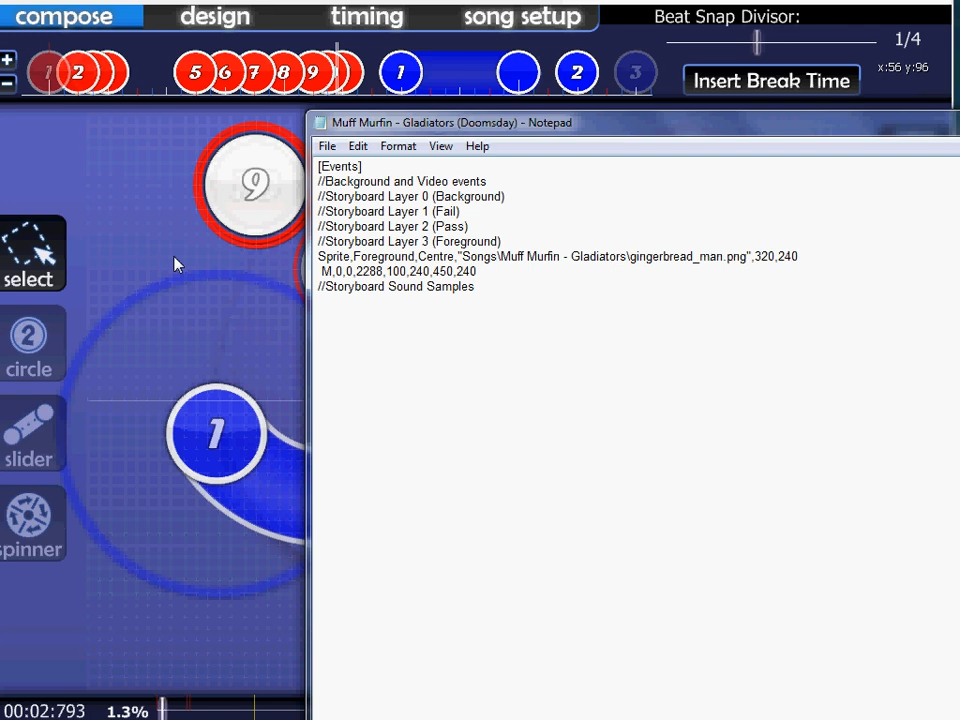 compose design timing song setup Beat Snap Divisor:
1/4
+ 1 2 5 6 7 8 9 1 2 3
x:56 y:96
- Insert Break Time
Muff Murfin - Gladiators (Doomsday) - Notepad
File Edit Format View Help
[Events]
//Background and Video events
//Storyboard Layer 0 (Background)
//Storyboard Layer 1 (Fail)
//Storyboard Layer 2 (Pass)
//Storyboard Layer 3 (Foreground)
Sprite,Foreground,Centre,"Songs\Muff Murfin - Gladiators\gingerbread_man.png",320,240
M,0,0,2288,100,240,450,240
//Storyboard Sound Samples
9
select
2
circle
1
slider
spinner
00:02:793 1.3%